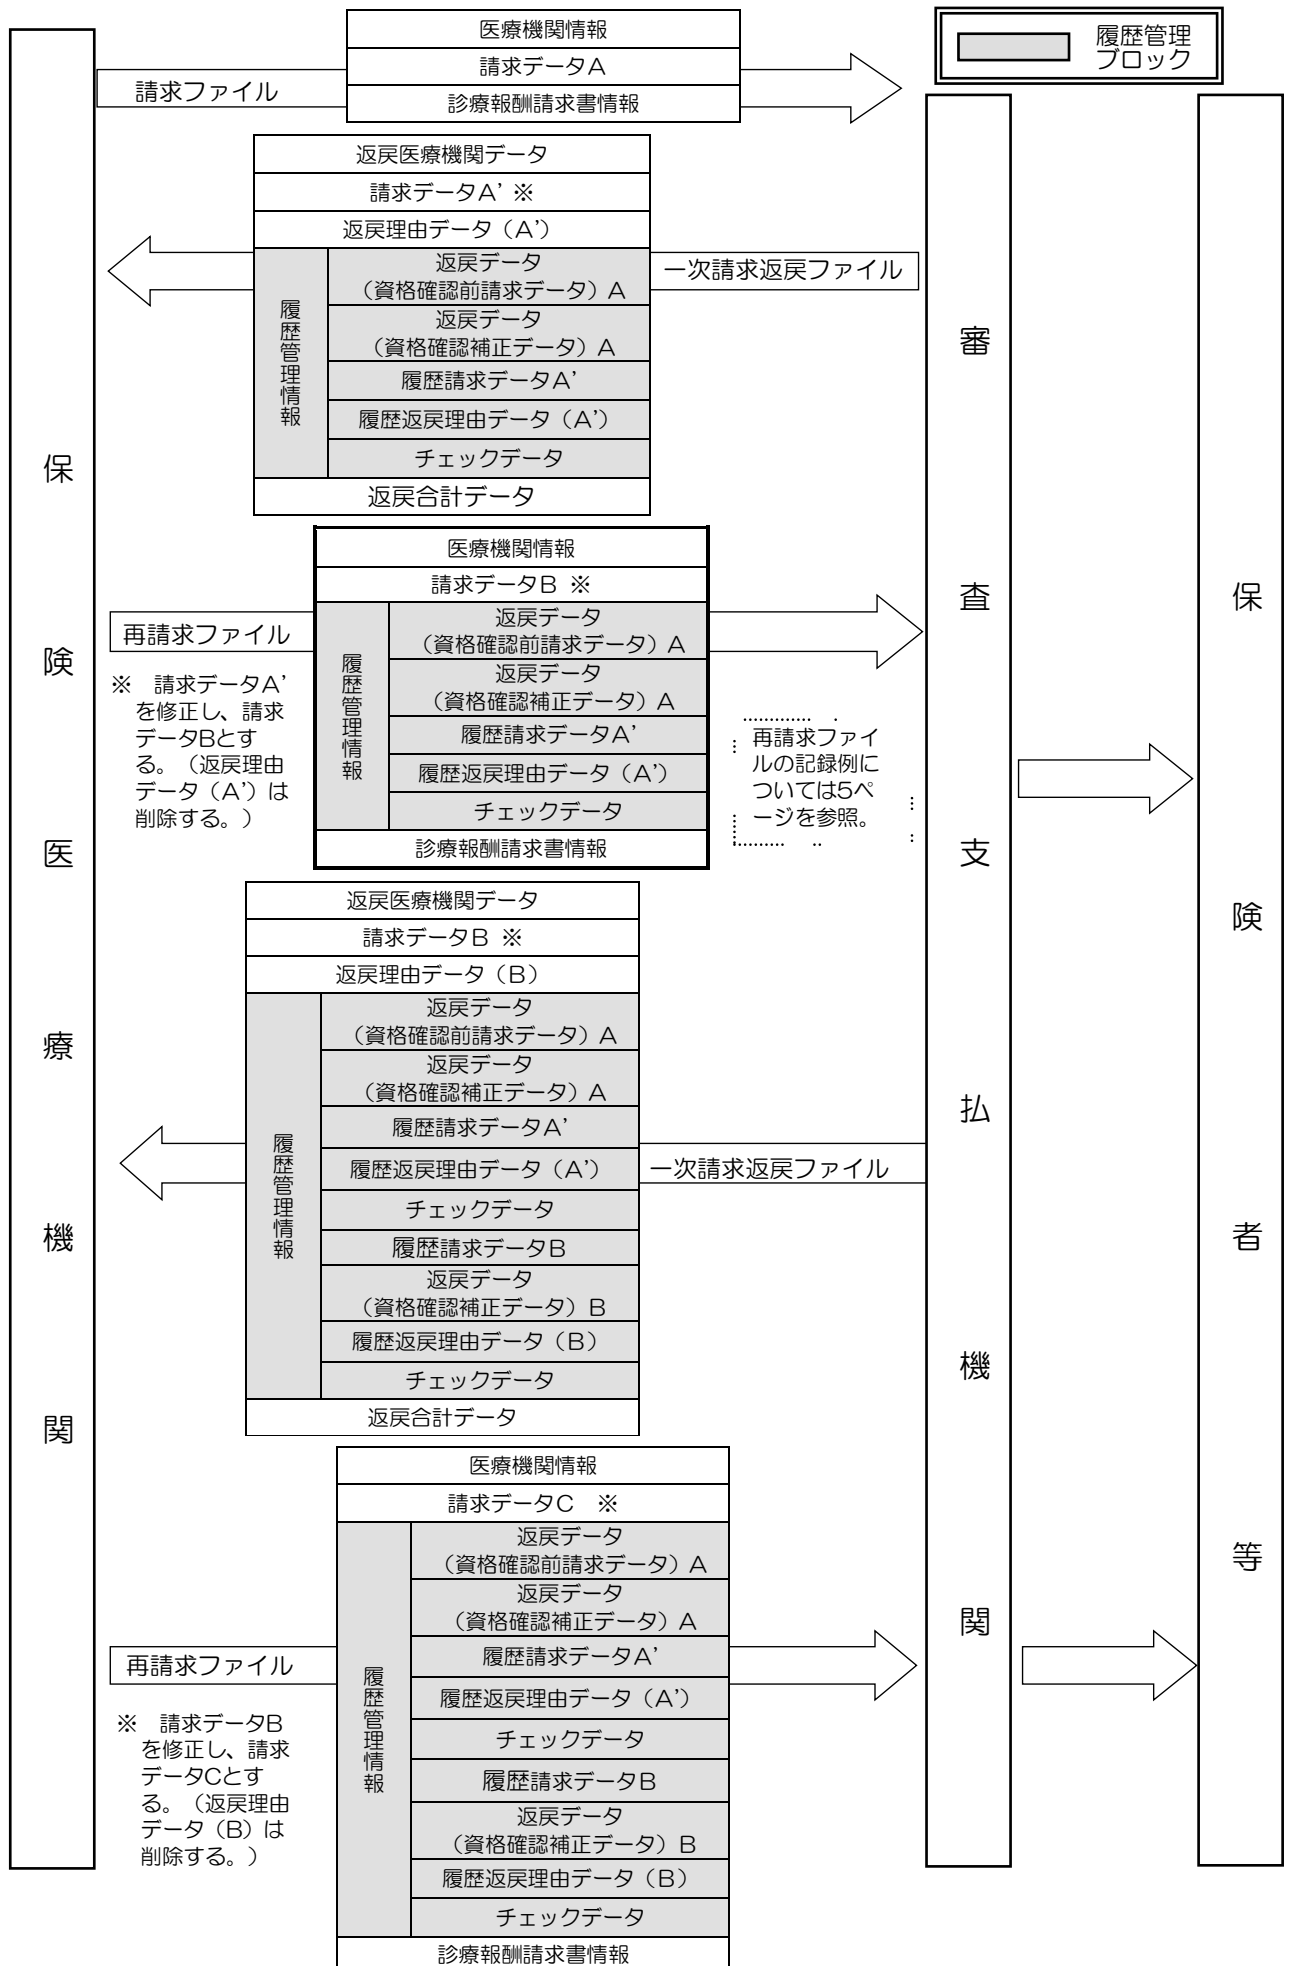 医療機関情報
請求データA
診療報酬請求書情報
請求ファイル
履歴管理
ブロック
返戻医療機関データ
請求データA’ ※
返戻理由データ（A’）
返戻データ
（資格確認前請求データ）A
返戻データ
（資格確認補正データ）A
履歴請求データA’
履歴返戻理由データ（A’）
チェックデータ
履歴管理情報
返戻合計データ
一次請求返戻ファイル
医療機関情報
請求データB ※
返戻データ
（資格確認前請求データ）A
返戻データ
（資格確認補正データ）A
履歴請求データA’
履歴返戻理由データ（A’）
チェックデータ
履歴管理情報
診療報酬請求書情報
再請求ファイル
※　請求データA’
を修正し、請求
データBとす
る。（返戻理由
データ（A’）は
削除する。）
再請求ファイ
ルの記録例に
ついては5ペ
ージを参照。
返戻医療機関データ
請求データB ※
返戻理由データ（B）
返戻データ
（資格確認前請求データ）A
返戻データ
（資格確認補正データ）A
履歴請求データA’
履歴返戻理由データ（A’）
チェックデータ
履歴請求データB
返戻データ
（資格確認補正データ）B
履歴返戻理由データ（B）
チェックデータ
履歴管理情報
返戻合計データ
一次請求返戻ファイル
医療機関情報
請求データC　※
返戻データ
（資格確認前請求データ）A
返戻データ
（資格確認補正データ）A
履歴請求データA’
履歴返戻理由データ（A’）
チェックデータ
履歴請求データB
返戻データ
（資格確認補正データ）B
履歴返戻理由データ（B）
チェックデータ
履歴管理情報
診療報酬請求書情報
再請求ファイル
※　請求データB
を修正し、請求
データCとす
る。（返戻理由
データ（B）は
削除する。）
保険医療機関
審査支払機関
保険者等